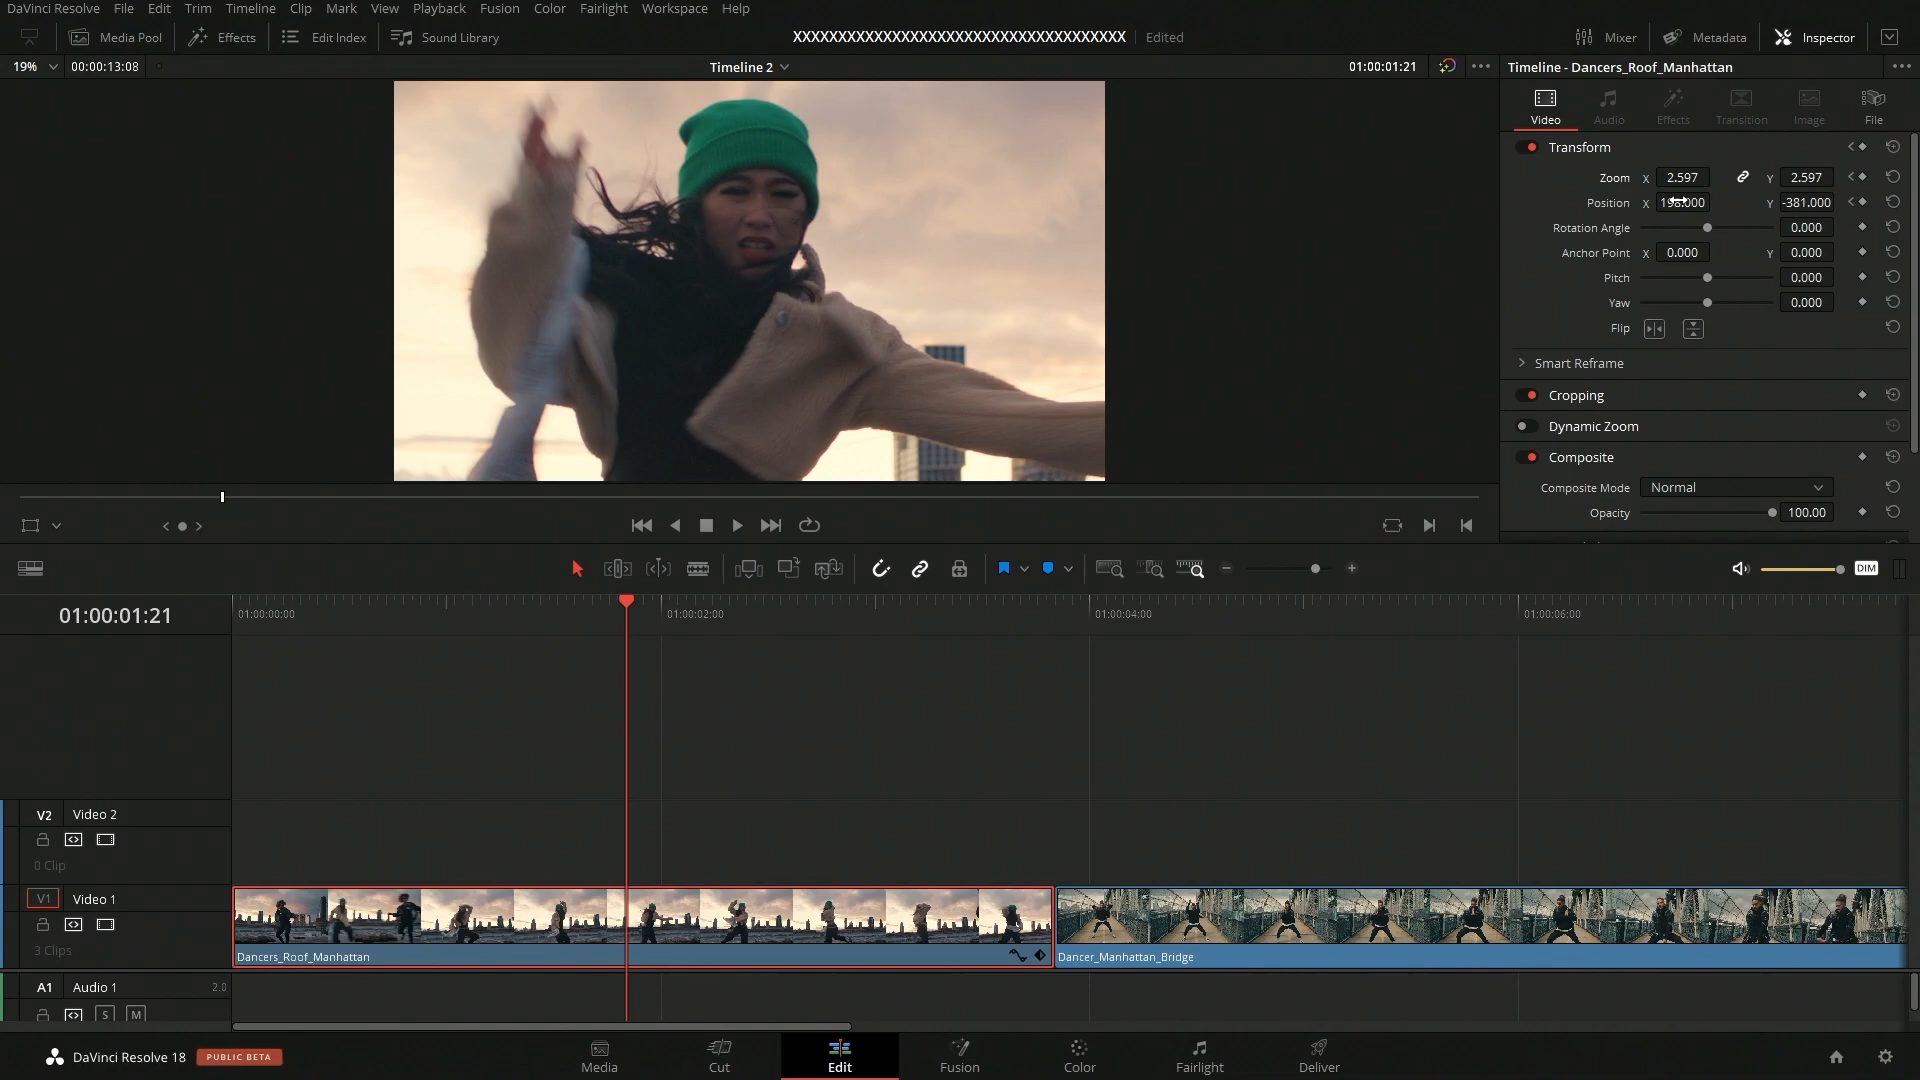 DaVinci Resolve File Edit Trim Timeline Clip Mark View Playback Fusion Color Fairlight Workspace Help
Media Pool Effects Edit Index Sound Library XXXXXXXXXXXXXXXXXXXXXXXXXXXXXXXXXXXXX Edited Mixer Metadata Inspector
19% 00:00:13:08 Timeline 2 01:00:01:21 Timeline - Dancers_Roof_Manhattan
Video Audio Effects Transition Image File
Transform
Zoom X 2.597 Y 2.597
Position X Y -381.000
Rotation Angle 0.000
Anchor Point X 0.000 Y 0.000
Pitch 0.000
Yaw 0.000
Flip
Smart Reframe
Cropping
Dynamic Zoom
Composite
Composite Mode Normal
Opacity 100.00
DIM
01:00:01:21 01:00:00:00 01:00:02:00 01:00:04:00 01:00:06:00
V2 Video 2
0 Clip
V1 Video 1
3 Clips
Dancers_Roof_Manhattan Dancer_Manhattan_Bridge
A1 Audio 1 2.0
S M
DaVinci Resolve 18 PUBLIC BETA Media Cut Edit Fusion Color Fairlight Deliver